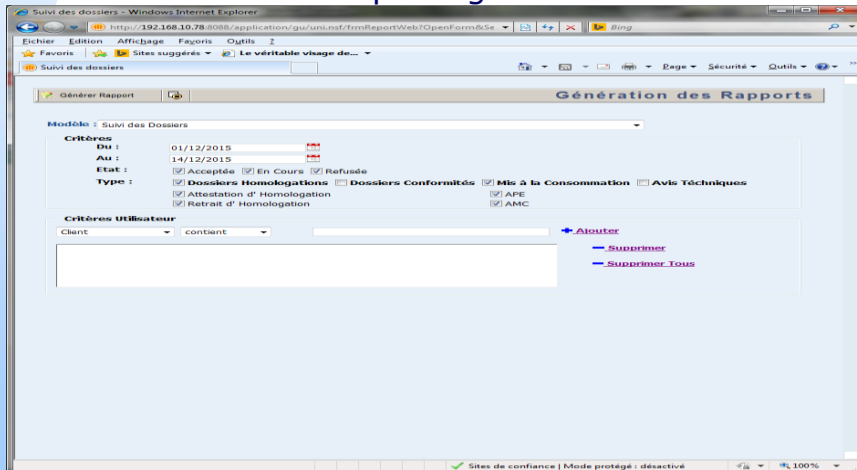 Suivi des dossiers - Windows Internet Explorer
http://192.168.10.78:8088/application/gu/uni.nsf/frmReportWeb?OpenForm&Se
Bing
Fichier Edition Affichage Favoris Outils ?
Favoris Sites suggérés Le véritable visage de...
Suivi des dossiers
Page Sécurité Outils
Générer Rapport
Génération des Rapports
Modèle : Suivi des Dossiers
Critères
Du : 01/12/2015
Au : 14/12/2015
Etat : Acceptée En Cours Refusée
Type : Dossiers Homologations Dossiers Conformités Mis à la Consommation Avis Téchniques
Attestation d' Homologation APE
Retrait d' Homologation AMC
Critères Utilisateur
Client contient Ajouter
Supprimer
Supprimer Tous
Sites de confiance | Mode protégé : désactivé 100%